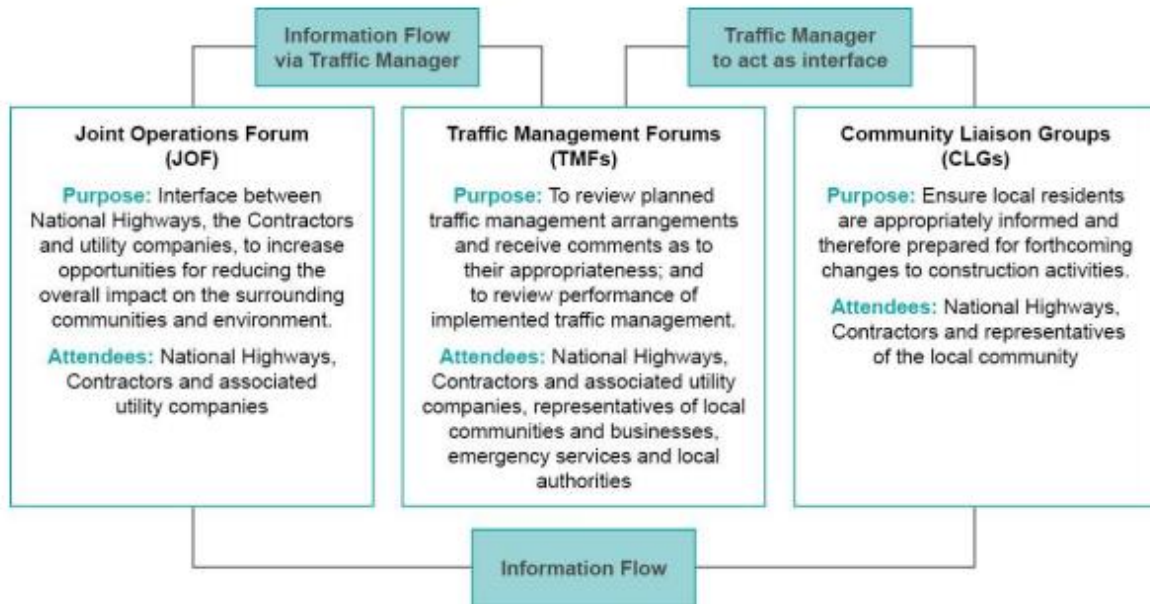 Information Flow
via Traffic Manager
Traffic Manager
to act as interface
Joint Operations Forum
(JOF)
Purpose: Interface between
National Highways, the Contractors
and utility companies, to increase
opportunities for reducing the
overall impact on the surrounding
communities and environment.
Attendees: National Highways,
Contractors and associated
utility companies
Traffic Management Forums
(TMFs)
Purpose: To review planned
traffic management arrangements
and receive comments as to
their appropriateness; and
to review performance of
implemented traffic management.
Attendees: National Highways,
Contractors and associated utility
companies, representatives of local
communities and businesses,
emergency services and local
authorities
Community Liaison Groups
(CLGs)
Purpose: Ensure local residents
are appropriately informed and
therefore prepared for forthcoming
changes to construction activities.
Attendees: National Highways,
Contractors and representatives
of the local community
Information Flow